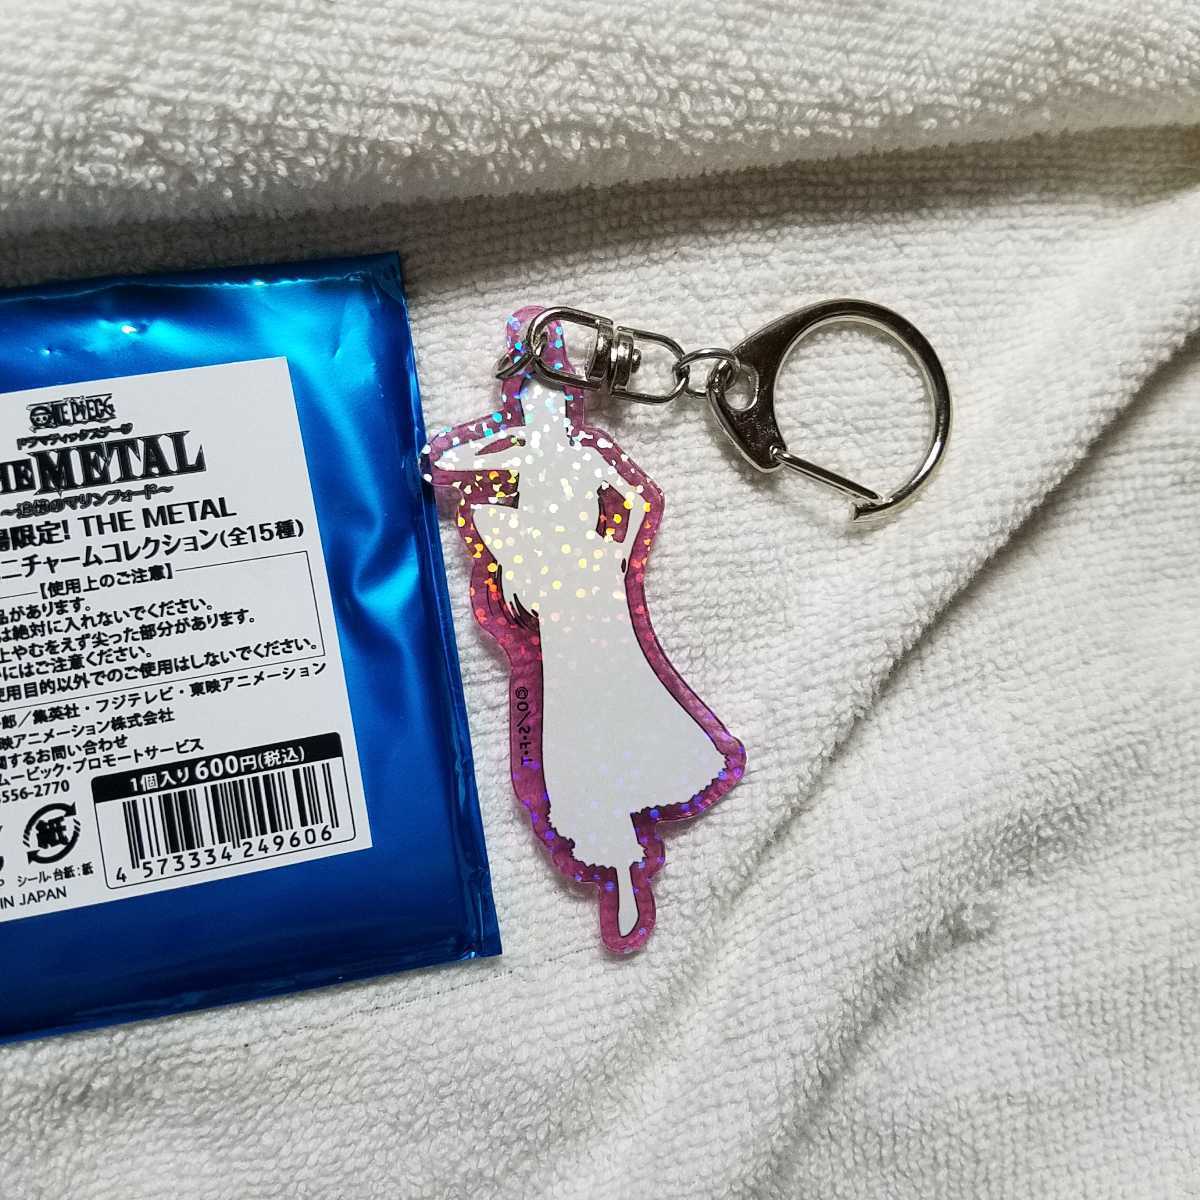 ONE PIECE
ドラマティックステージ
HE METAL
～追憶のマリンフォード～
場限定! THE METAL
ミニチャームコレクション(全15種)
【使用上のご注意】
品があります。
は絶対に入れないでください。
上やむをえず尖った部分があります。
にはご注意ください。
使用目的以外でのご使用はしないでください。
郎／集英社・フジテレビ・東映アニメーション
映アニメーション株式会社
関するお問い合わせ
ムービック・プロモートサービス
3556-2770
1個入り 600円(税込)
4 573334 249606
紙
シール・台紙：紙
IN JAPAN
©O／S・F・T